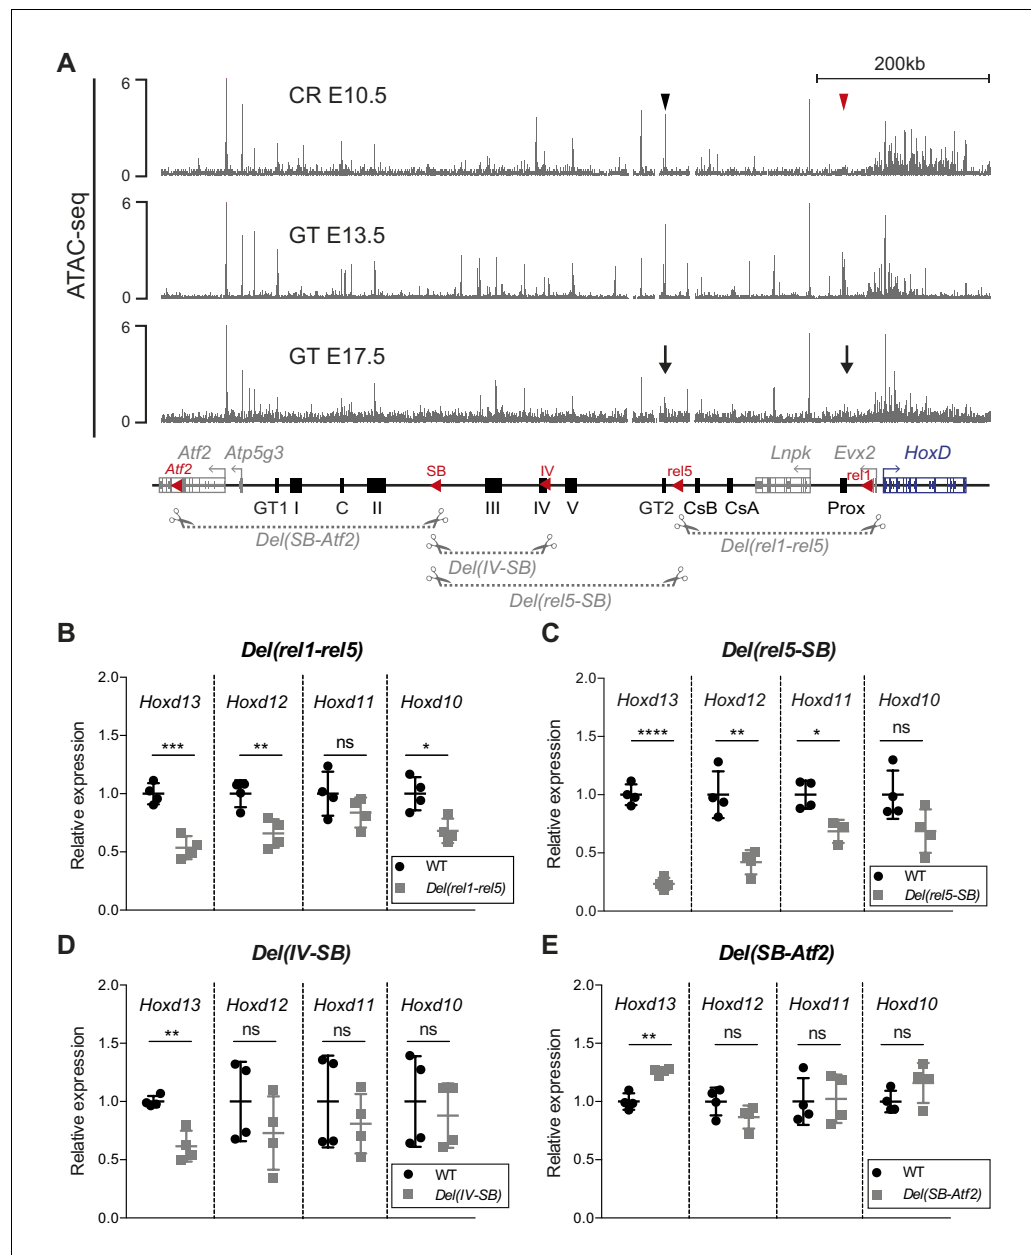 A
200kb
ATAC-seq
6
0
CR E10.5
6
0
GT E13.5
6
0
GT E17.5
Atf2 Atp5g3 Lnpk Evx2 HoxD
Atf2 SB IV rel5 rel1
GT1 I C II III IV V GT2 CsB CsA Prox
Del(SB-Atf2) Del(rel1-rel5)
Del(IV-SB)
Del(rel5-SB)
B
Del(rel1-rel5)
Relative expression
2.0
1.5
1.0
0.5
0.0
Hoxd13 Hoxd12 Hoxd11 Hoxd10
*** ** ns *
WT
Del(rel1-rel5)
C
Del(rel5-SB)
Relative expression
2.0
1.5
1.0
0.5
0.0
Hoxd13 Hoxd12 Hoxd11 Hoxd10
**** ** * ns
WT
Del(rel5-SB)
D
Del(IV-SB)
Relative expression
2.0
1.5
1.0
0.5
0.0
Hoxd13 Hoxd12 Hoxd11 Hoxd10
** ns ns ns
WT
Del(IV-SB)
E
Del(SB-Atf2)
Relative expression
2.0
1.5
1.0
0.5
0.0
Hoxd13 Hoxd12 Hoxd11 Hoxd10
** ns ns ns
WT
Del(SB-Atf2)